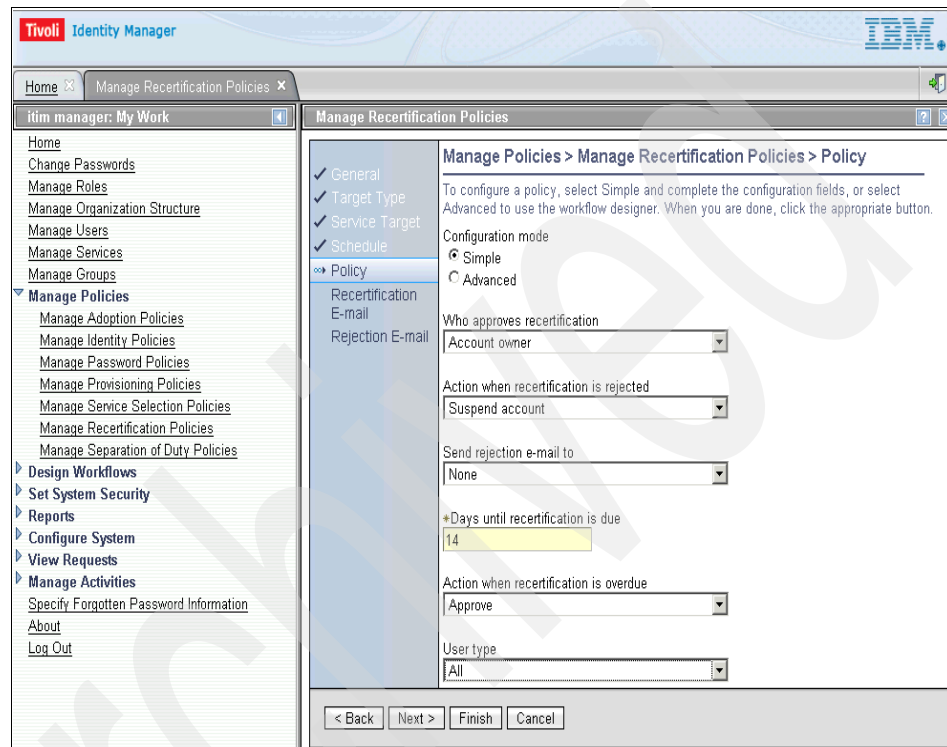 Tivoli Identity Manager
IBM.
Home
Manage Recertification Policies
itim manager: My Work
Home
Change Passwords
Manage Roles
Manage Organization Structure
Manage Users
Manage Services
Manage Groups
Manage Policies
Manage Adoption Policies
Manage Identity Policies
Manage Password Policies
Manage Provisioning Policies
Manage Service Selection Policies
Manage Recertification Policies
Manage Separation of Duty Policies
Design Workflows
Set System Security
Reports
Configure System
View Requests
Manage Activities
Specify Forgotten Password Information
About
Log Out
Manage Recertification Policies
?
General
Target Type
Service Target
Schedule
Policy
Recertification
E-mail
Rejection E-mail
Manage Policies > Manage Recertification Policies > Policy
To configure a policy, select Simple and complete the configuration fields, or select
Advanced to use the workflow designer. When you are done, click the appropriate button.
Configuration mode
Simple
Advanced
Who approves recertification
Account owner
Action when recertification is rejected
Suspend account
Send rejection e-mail to
None
*Days until recertification is due
14
Action when recertification is overdue
Approve
User type
All
< Back Next > Finish Cancel